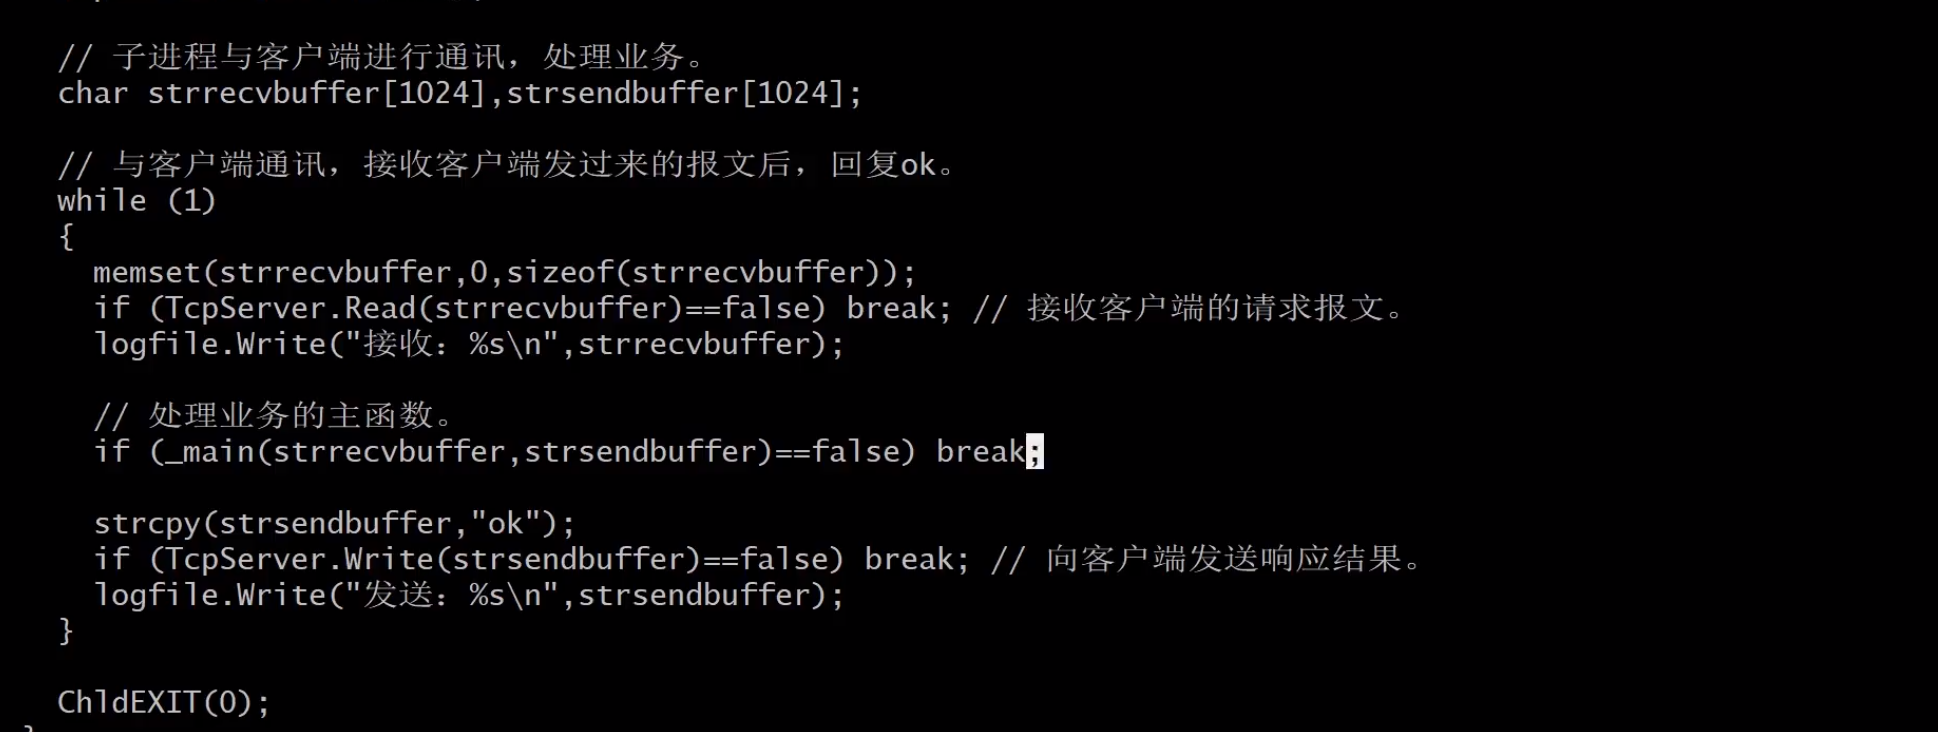 // 子进程与客户端进行通讯，处理业务。
char strrecvbuffer[1024],strsendbuffer[1024];
// 与客户端通讯，接收客户端发过来的报文后，回复ok。
while (1)
{
memset(strrecvbuffer,0,sizeof(strrecvbuffer));
if (TcpServer.Read(strrecvbuffer)==false) break; // 接收客户端的请求报文。
logfile.Write("接收：%s\n",strrecvbuffer);
// 处理业务的主函数。
if (_main(strrecvbuffer,strsendbuffer)==false) break;
strcpy(strsendbuffer,"ok");
if (TcpServer.Write(strsendbuffer)==false) break; // 向客户端发送响应结果。
logfile.Write("发送：%s\n",strsendbuffer);
}
ChldEXIT(0);